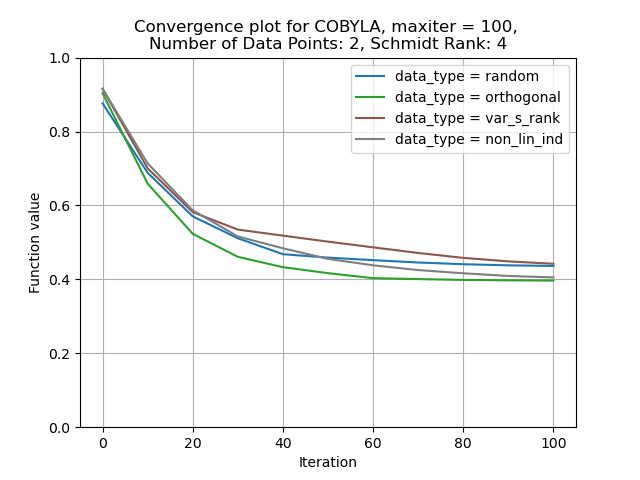 Convergence plot for COBYLA, maxiter = 100,
Number of Data Points: 2, Schmidt Rank: 4
data_type = random
data_type = orthogonal
data_type = var_s_rank
data_type = non_lin_ind
Function value
1.0
0.8
0.6
0.4
0.2
0.0
0 20 40 60 80 100
Iteration